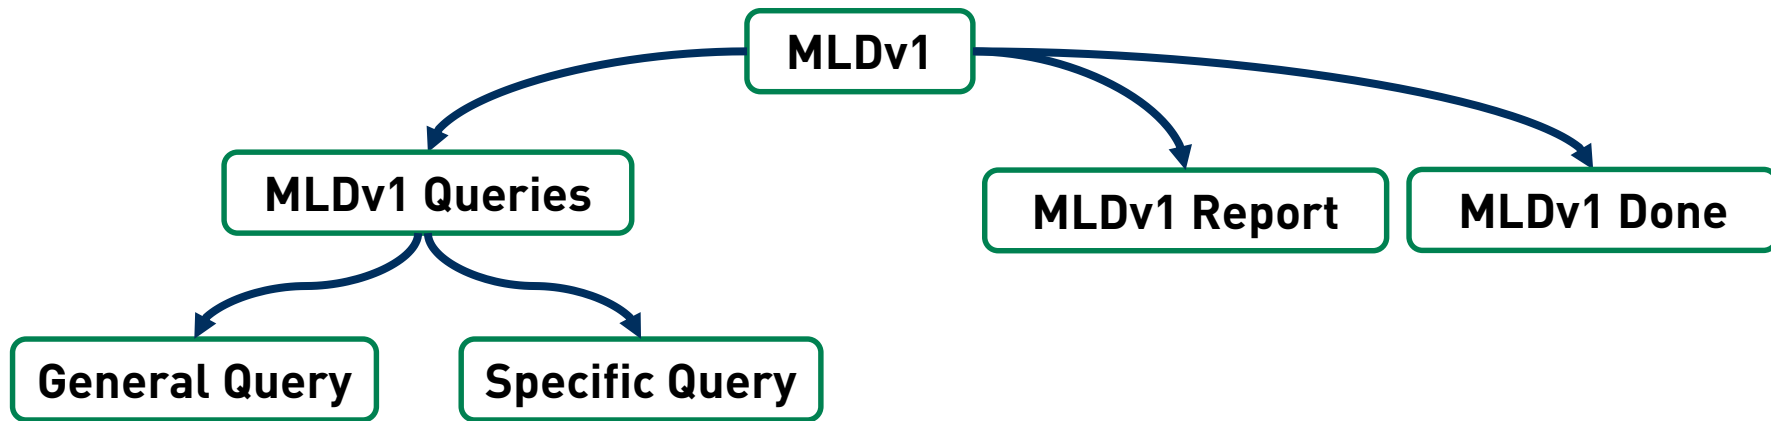 MLDv1
MLDv1 Queries
MLDv1 Report
MLDv1 Done
General Query
Specific Query